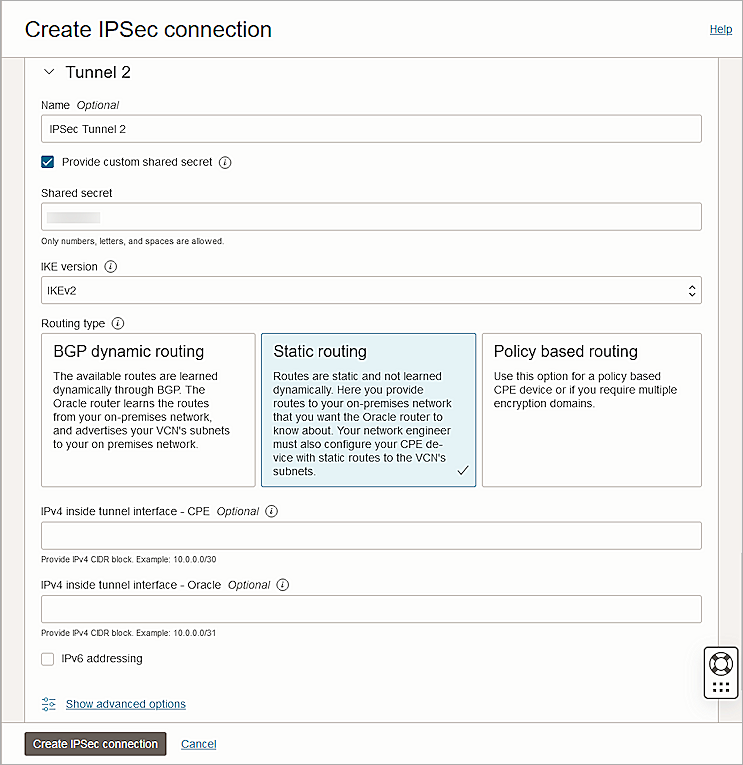 Create IPSec connection
Help
Tunnel 2
Name Optional
IPSec Tunnel 2
Provide custom shared secret
Shared secret
Only numbers, letters, and spaces are allowed.
IKE version
IKEv2
Routing type
BGP dynamic routing
The available routes are learned
dynamically through BGP. The
Oracle router learns the routes
from your on-premises network,
and advertises your VCN's subnets
to your on premises network.
Static routing
Routes are static and not learned
dynamically. Here you provide
routes to your on-premises network
that you want the Oracle router to
know about. Your network engineer
must also configure your CPE de-
vice with static routes to the VCN's
subnets.
Policy based routing
Use this option for a policy based
CPE device or if you require multiple
encryption domains.
IPv4 inside tunnel interface - CPE Optional
Provide IPv4 CIDR block. Example: 10.0.0.0/30
IPv4 inside tunnel interface - Oracle Optional
Provide IPv4 CIDR block. Example: 10.0.0.0/31
IPv6 addressing
Show advanced options
Create IPSec connection
Cancel